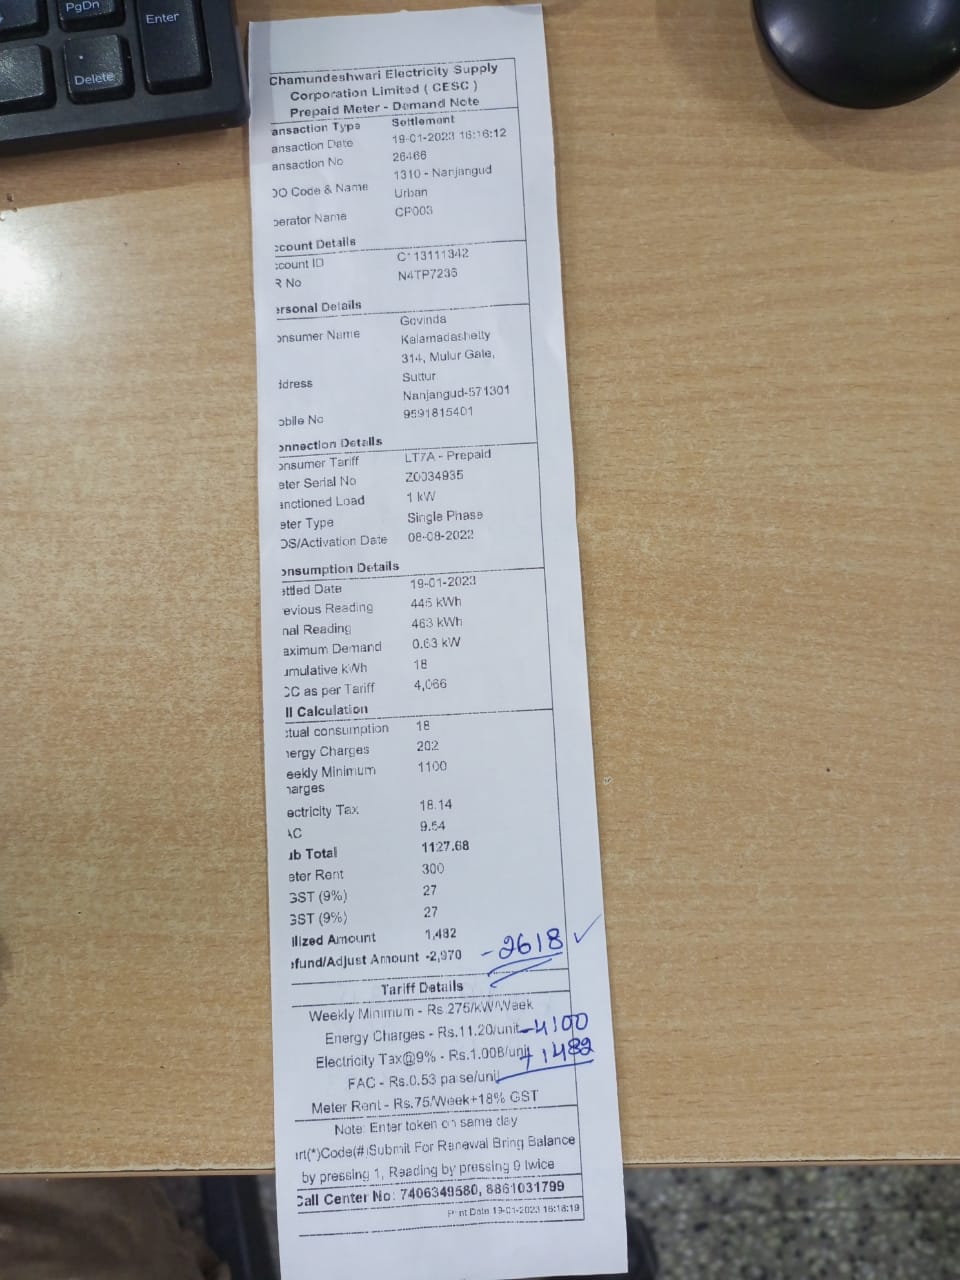 PgDn
Enter
Delete
Chamundeshwari Electricity Supply
Corporation Limited ( CESC )
Prepaid Meter - Demand Note
ansaction Type Settlement
ansaction Date 19-01-2023 16:16:12
ansaction No 26466
DO Code & Name 1310 - Nanjangud
Urban
perator Name CP003
ccount Details
ccount ID C113111342
R No N4TP7236
ersonal Details
onsumer Name Govinda
Kalamadashetty
ddress 314, Mulur Gate,
Suttur
Nanjangud-571301
obile No 9591815401
onnection Details
onsumer Tariff LT7A - Prepaid
eter Serial No Z0034935
anctioned Load 1 kW
eter Type Single Phase
OS/Activation Date 08-08-2022
onsumption Details
ettled Date 19-01-2023
evious Reading 445 kWh
nal Reading 463 kWh
aximum Demand 0.63 kW
umulative kWh 18
CC as per Tariff 4,066
ll Calculation
ctual consumption 18
nergy Charges 202
eekly Minimum 1100
harges
ectricity Tax 18.14
AC 9.54
ub Total 1127.68
eter Rent 300
GST (9%) 27
GST (9%) 27
ilized Amount 1,482
efund/Adjust Amount -2,970 -2618 ✓
Tariff Details
Weekly Minimum - Rs.275/kW/Week
Energy Charges - Rs.11.20/unit -4100
Electricity Tax@9% - Rs.1.008/unit + 1482
FAC - Rs.0.53 paise/unit
Meter Rent - Rs.75/Week+18% GST
Note: Enter token on same day
art(*)Code(#)Submit For Renewal Bring Balance
by pressing 1, Reading by pressing 9 twice
Call Center No: 7406349580, 8861031799
Print Date 19-01-2023 16:16:19